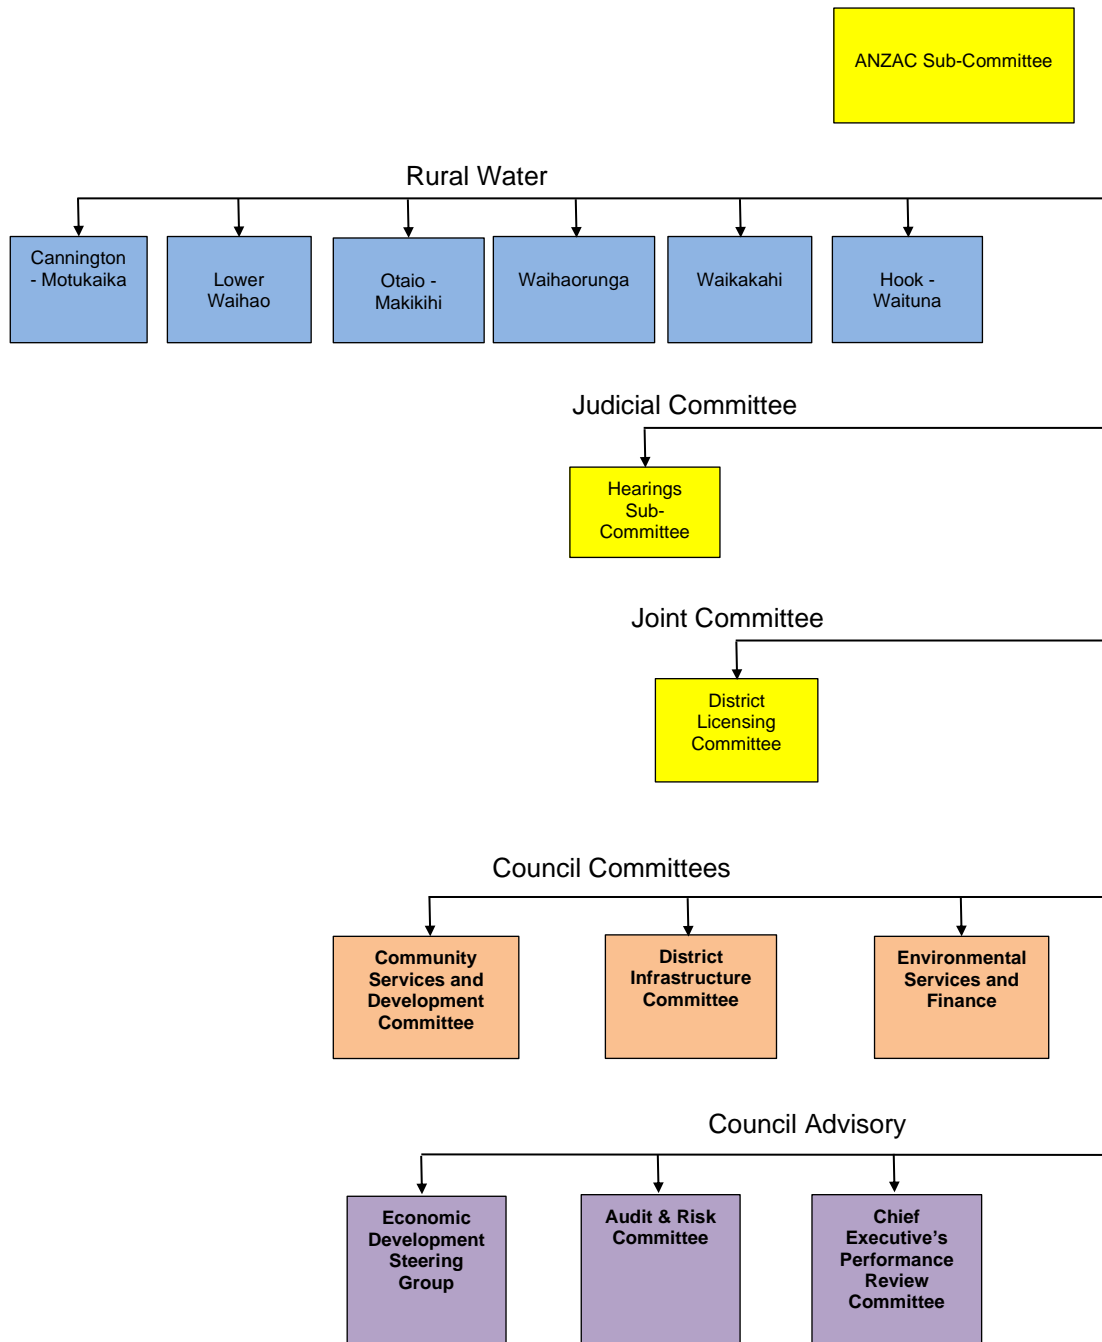 ANZAC Sub-Committee
Rural Water
Cannington
- Motukaika
Lower
Waihao
Otaio -
Makikihi
Waihaorunga
Waikakahi
Hook -
Waituna
Judicial Committee
Hearings
Sub-
Committee
Joint Committee
District
Licensing
Committee
Council Committees
Community
Services and
Development
Committee
District
Infrastructure
Committee
Environmental
Services and
Finance
Council Advisory
Economic
Development
Steering
Group
Audit & Risk
Committee
Chief
Executive’s
Performance
Review
Committee